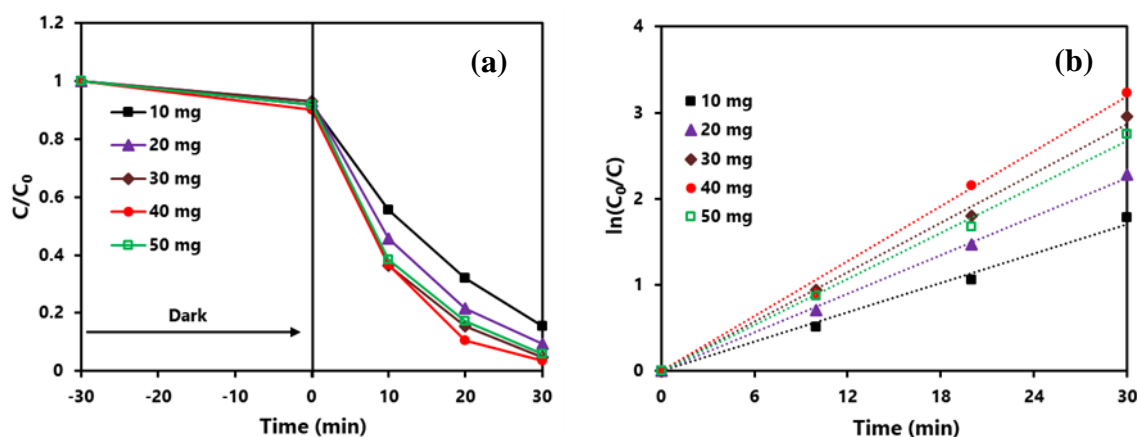 (a)
C/C0
1.2
1
0.8
0.6
0.4
0.2
0
10 mg
20 mg
30 mg
40 mg
50 mg
Dark
-30 -20 -10 0 10 20 30
Time (min)
(b)
ln(C0/C)
4
3
2
1
0
10 mg
20 mg
30 mg
40 mg
50 mg
0 6 12 18 24 30
Time (min)